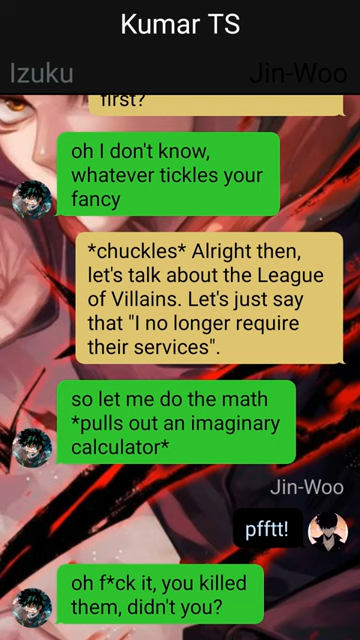 Kumar TS
Izuku
Jin-Woo
first?
oh I don't know,
whatever tickles your
fancy
*chuckles* Alright then,
let's talk about the League
of Villains. Let's just say
that "I no longer require
their services".
so let me do the math
*pulls out an imaginary
calculator*
Jin-Woo
pfftt!
oh f*ck it, you killed
them, didn't you?